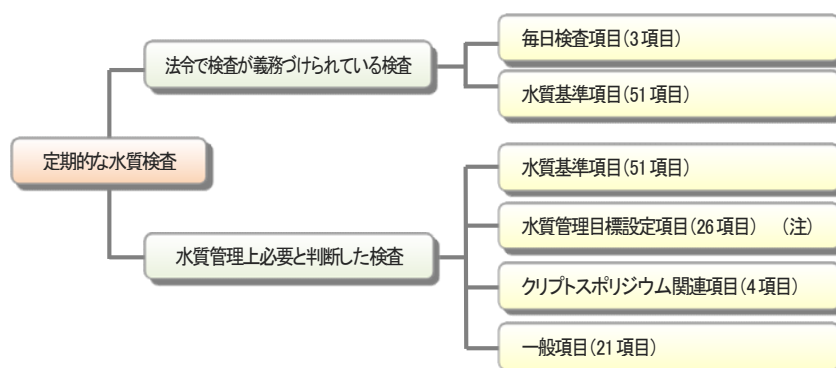 定期的な水質検査
法令で検査が義務づけられている検査
毎日検査項目(3項目)
水質基準項目(51項目)
水質管理上必要と判断した検査
水質基準項目(51項目)
水質管理目標設定項目(26項目) (注)
クリプトスポリジウム関連項目(4項目)
一般項目(21項目)